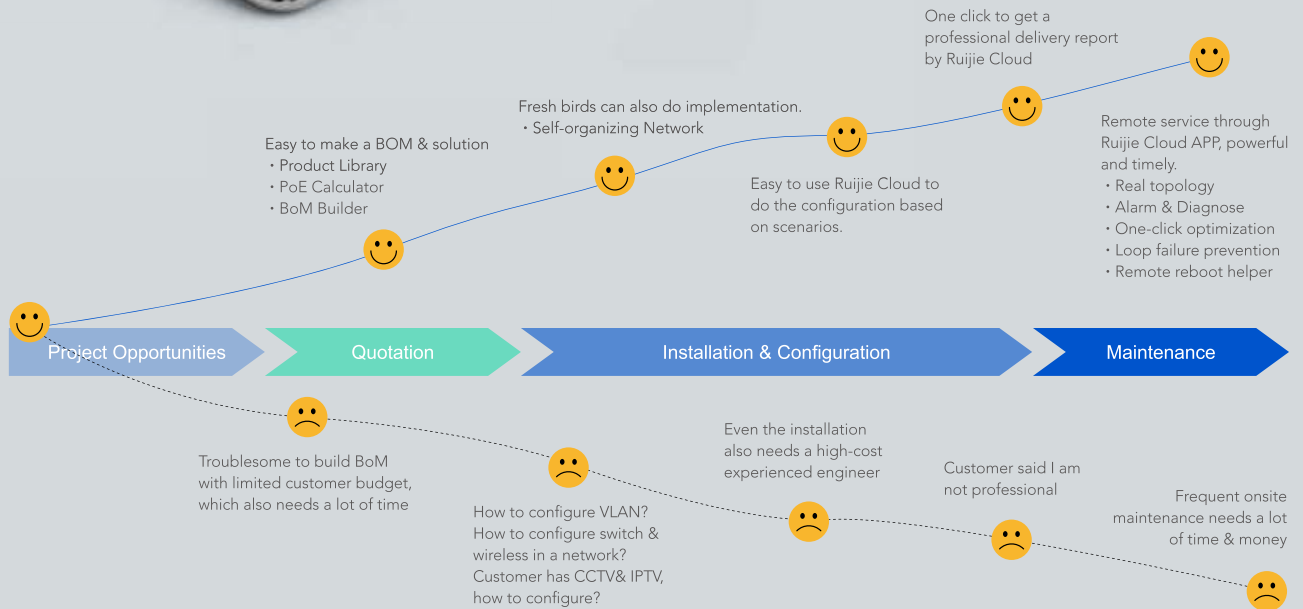 One click to get a
professional delivery report
by Ruijie Cloud
Fresh birds can also do implementation.
・Self-organizing Network
Easy to make a BOM & solution
・Product Library
・PoE Calculator
・BoM Builder
Easy to use Ruijie Cloud to
do the configuration based
on scenarios.
Remote service through
Ruijie Cloud APP, powerful
and timely.
・Real topology
・Alarm & Diagnose
・One-click optimization
・Loop failure prevention
・Remote reboot helper
Project Opportunities
Quotation
Installation & Configuration
Maintenance
Troublesome to build BoM
with limited customer budget,
which also needs a lot of time
How to configure VLAN?
How to configure switch &
wireless in a network?
Customer has CCTV& IPTV,
how to configure?
Even the installation
also needs a high-cost
experienced engineer
Customer said I am
not professional
Frequent onsite
maintenance needs a lot
of time & money